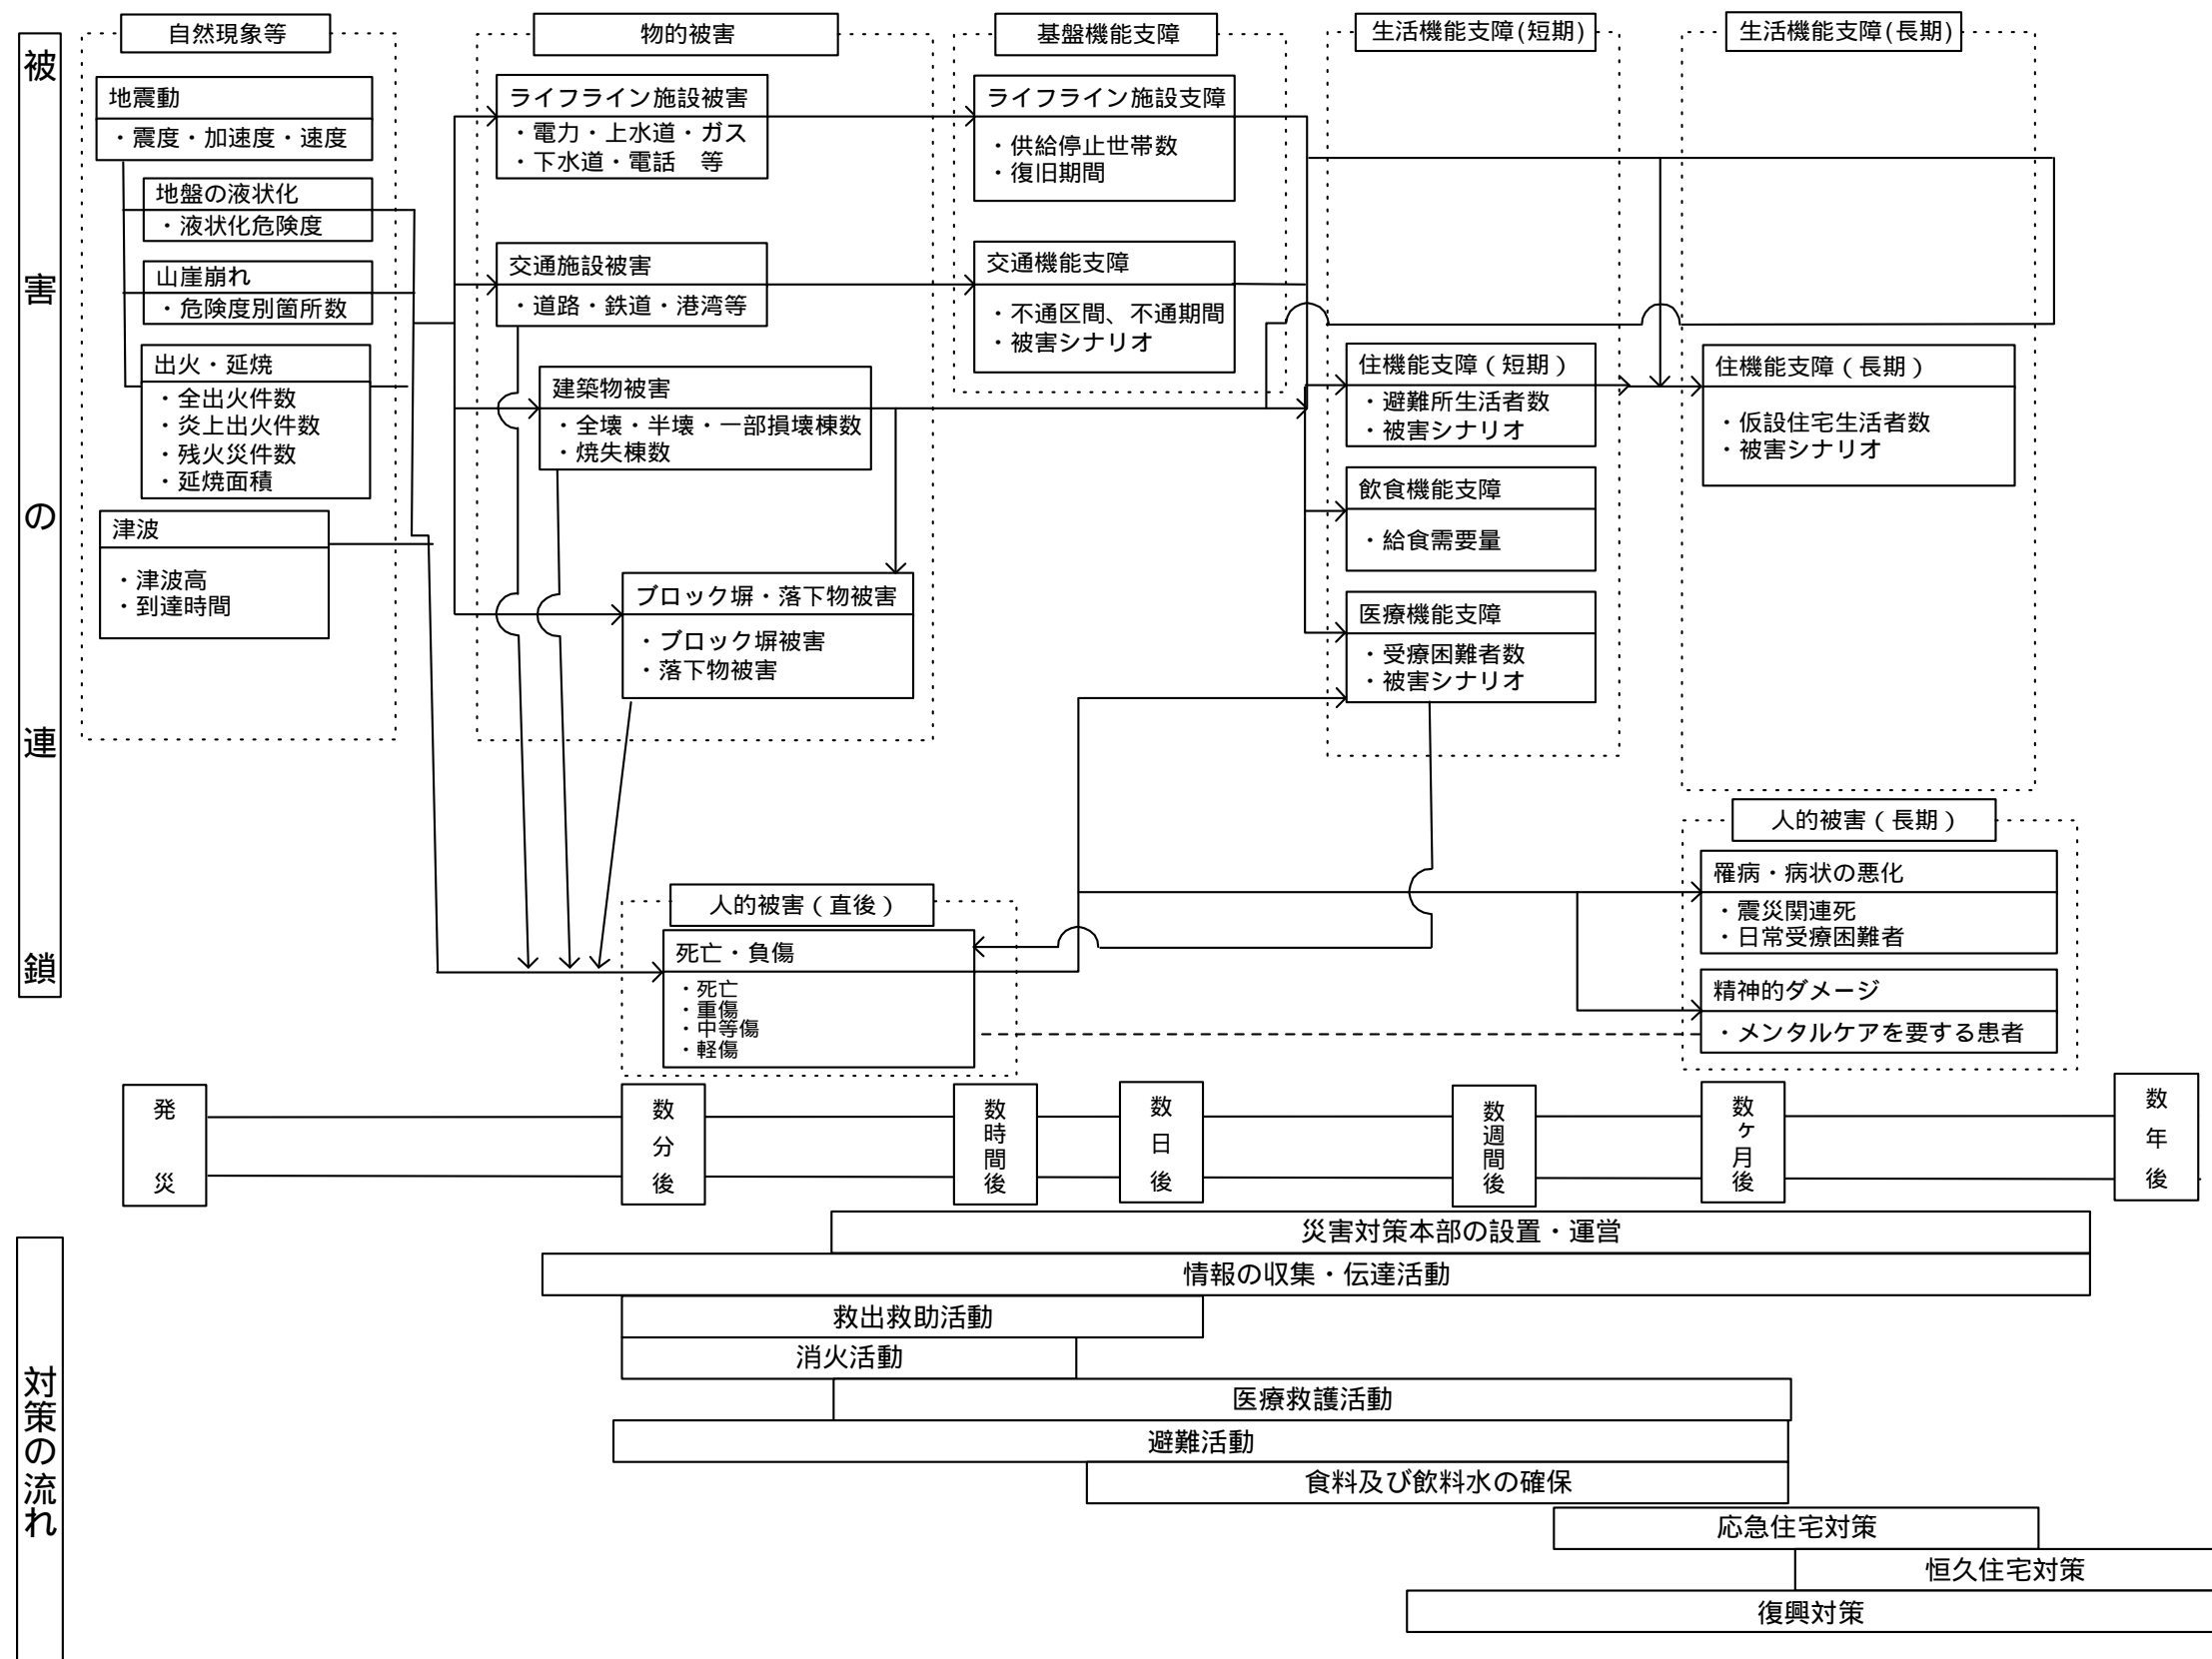 被害の連鎖
自然現象等
地震動
・震度・加速度・速度
地盤の液状化
・液状化危険度
山崖崩れ
・危険度別箇所数
出火・延焼
・全出火件数
・炎上出火件数
・残火災件数
・延焼面積
津波
・津波高
・到達時間
物的被害
ライフライン施設被害
・電力・上水道・ガス
・下水道・電話　等
交通施設被害
・道路・鉄道・港湾等
建築物被害
・全壊・半壊・一部損壊棟数
・焼失棟数
ブロック塀・落下物被害
・ブロック塀被害
・落下物被害
基盤機能支障
ライフライン施設支障
・供給停止世帯数
・復旧期間
交通機能支障
・不通区間、不通期間
・被害シナリオ
生活機能支障(短期)
住機能支障（短期）
・避難所生活者数
・被害シナリオ
飲食機能支障
・給食需要量
医療機能支障
・受療困難者数
・被害シナリオ
生活機能支障(長期)
住機能支障（長期）
・仮設住宅生活者数
・被害シナリオ
人的被害（直後）
死亡・負傷
・死亡
・重傷
・中等傷
・軽傷
人的被害（長期）
罹病・病状の悪化
・震災関連死
・日常受療困難者
精神的ダメージ
・メンタルケアを要する患者
発災
数分後
数時間後
数日後
数週間後
数ヶ月後
数年後
対策の流れ
災害対策本部の設置・運営
情報の収集・伝達活動
救出救助活動
消火活動
医療救護活動
避難活動
食料及び飲料水の確保
応急住宅対策
恒久住宅対策
復興対策